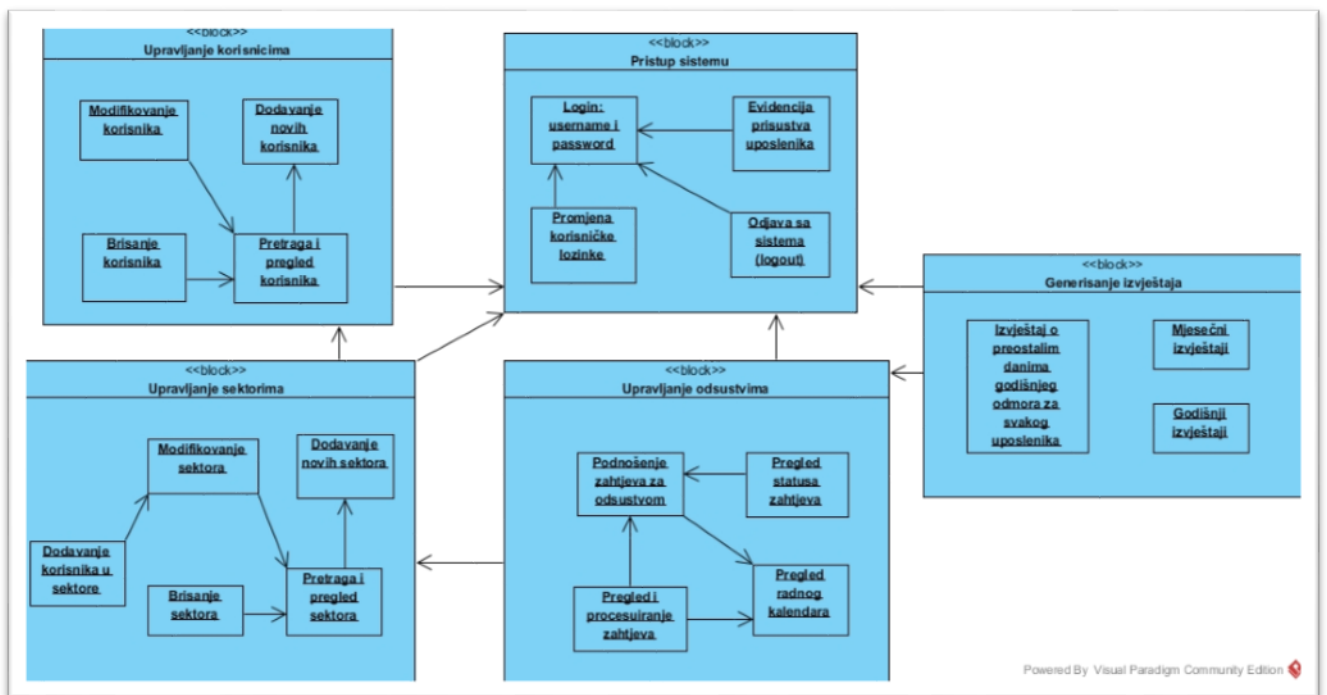 <<block>>
Upravljanje korisnicima
Modifikovanje
korisnika
Dodavanje
novih
korisnika
Brisanje
korisnika
Pretraga i
pregled
korisnika
<<block>>
Pristup sistemu
Login:
username i
password
Evidencija
prisustva
uposlenika
Promjena
korisničke
lozinke
Odjava sa
sistema
(logout)
<<block>>
Generisanje izvještaja
Izvještaj o
preostalim
danima
godišnjeg
odmora za
svakog
uposlenika
Mjesečni
izvještaji
Godišnji
izvještaji
<<block>>
Upravljanje sektorima
Modifikovanje
sektora
Dodavanje
novih sektora
Dodavanje
korisnika u
sektore
Brisanje
sektora
Pretraga i
pregled
sektora
<<block>>
Upravljanje odsustvima
Podnošenje
zahtjeva za
odsustvom
Pregled
statusa
zahtjeva
Pregled i
procesuiranje
zahtjeva
Pregled
radnog
kalendara
Powered By Visual Paradigm Community Edition